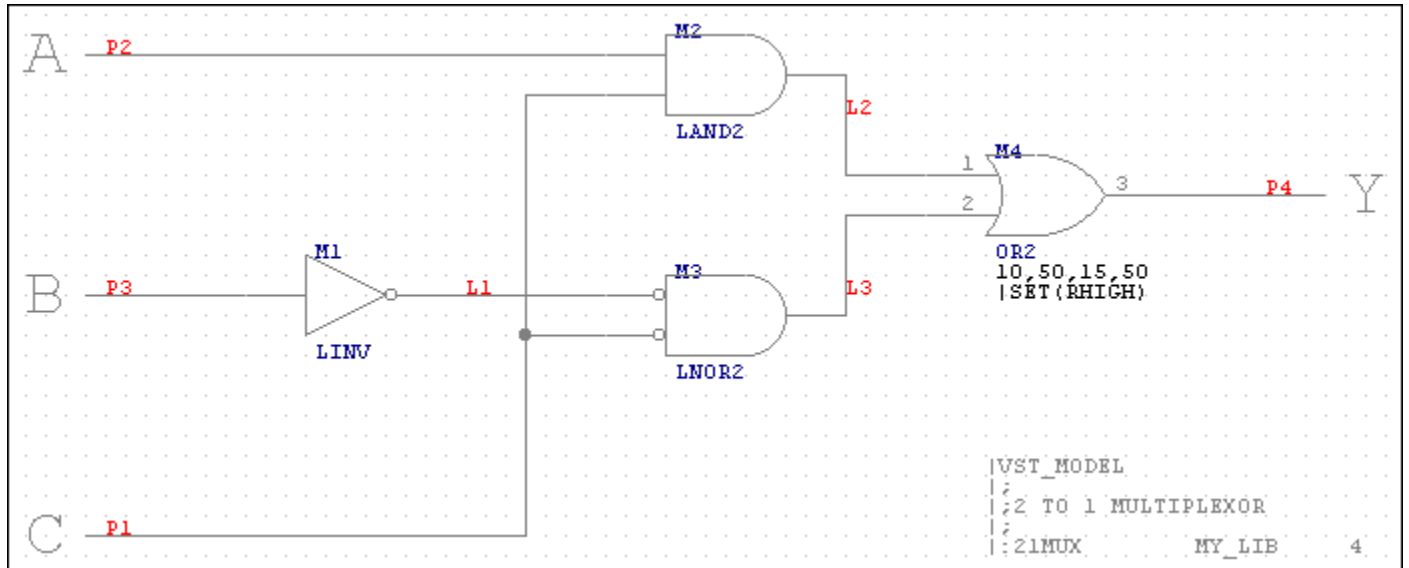 A P2 M2
L2
LAND2
M4
1
3
2
P4 Y
OR2
10,50,15,50
|SET(RHIGH)
M1
M3
B P3 L1 L3
LINV
LNOR2
|VST_MODEL
|;
|;2 TO 1 MULTIPLEXOR
|;
|:21MUX MY_LIB 4
C P1